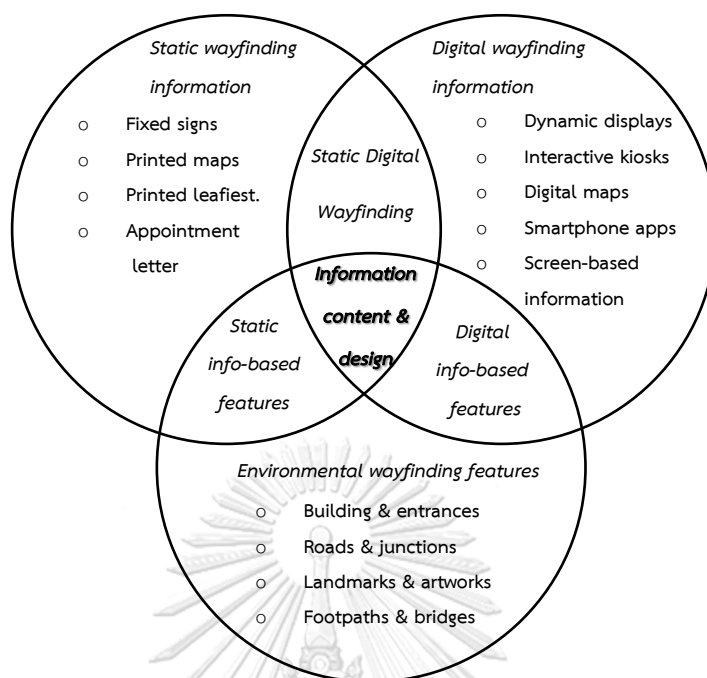 Static wayfinding
information
o Fixed signs
o Printed maps
o Printed leafiest.
o Appointment
letter
Digital wayfinding
information
o Dynamic displays
o Interactive kiosks
o Digital maps
o Smartphone apps
o Screen-based
information
Static Digital
Wayfinding
Information
content &
design
Static
info-based
features
Digital
info-based
features
Environmental wayfinding features
o Building & entrances
o Roads & junctions
o Landmarks & artworks
o Footpaths & bridges